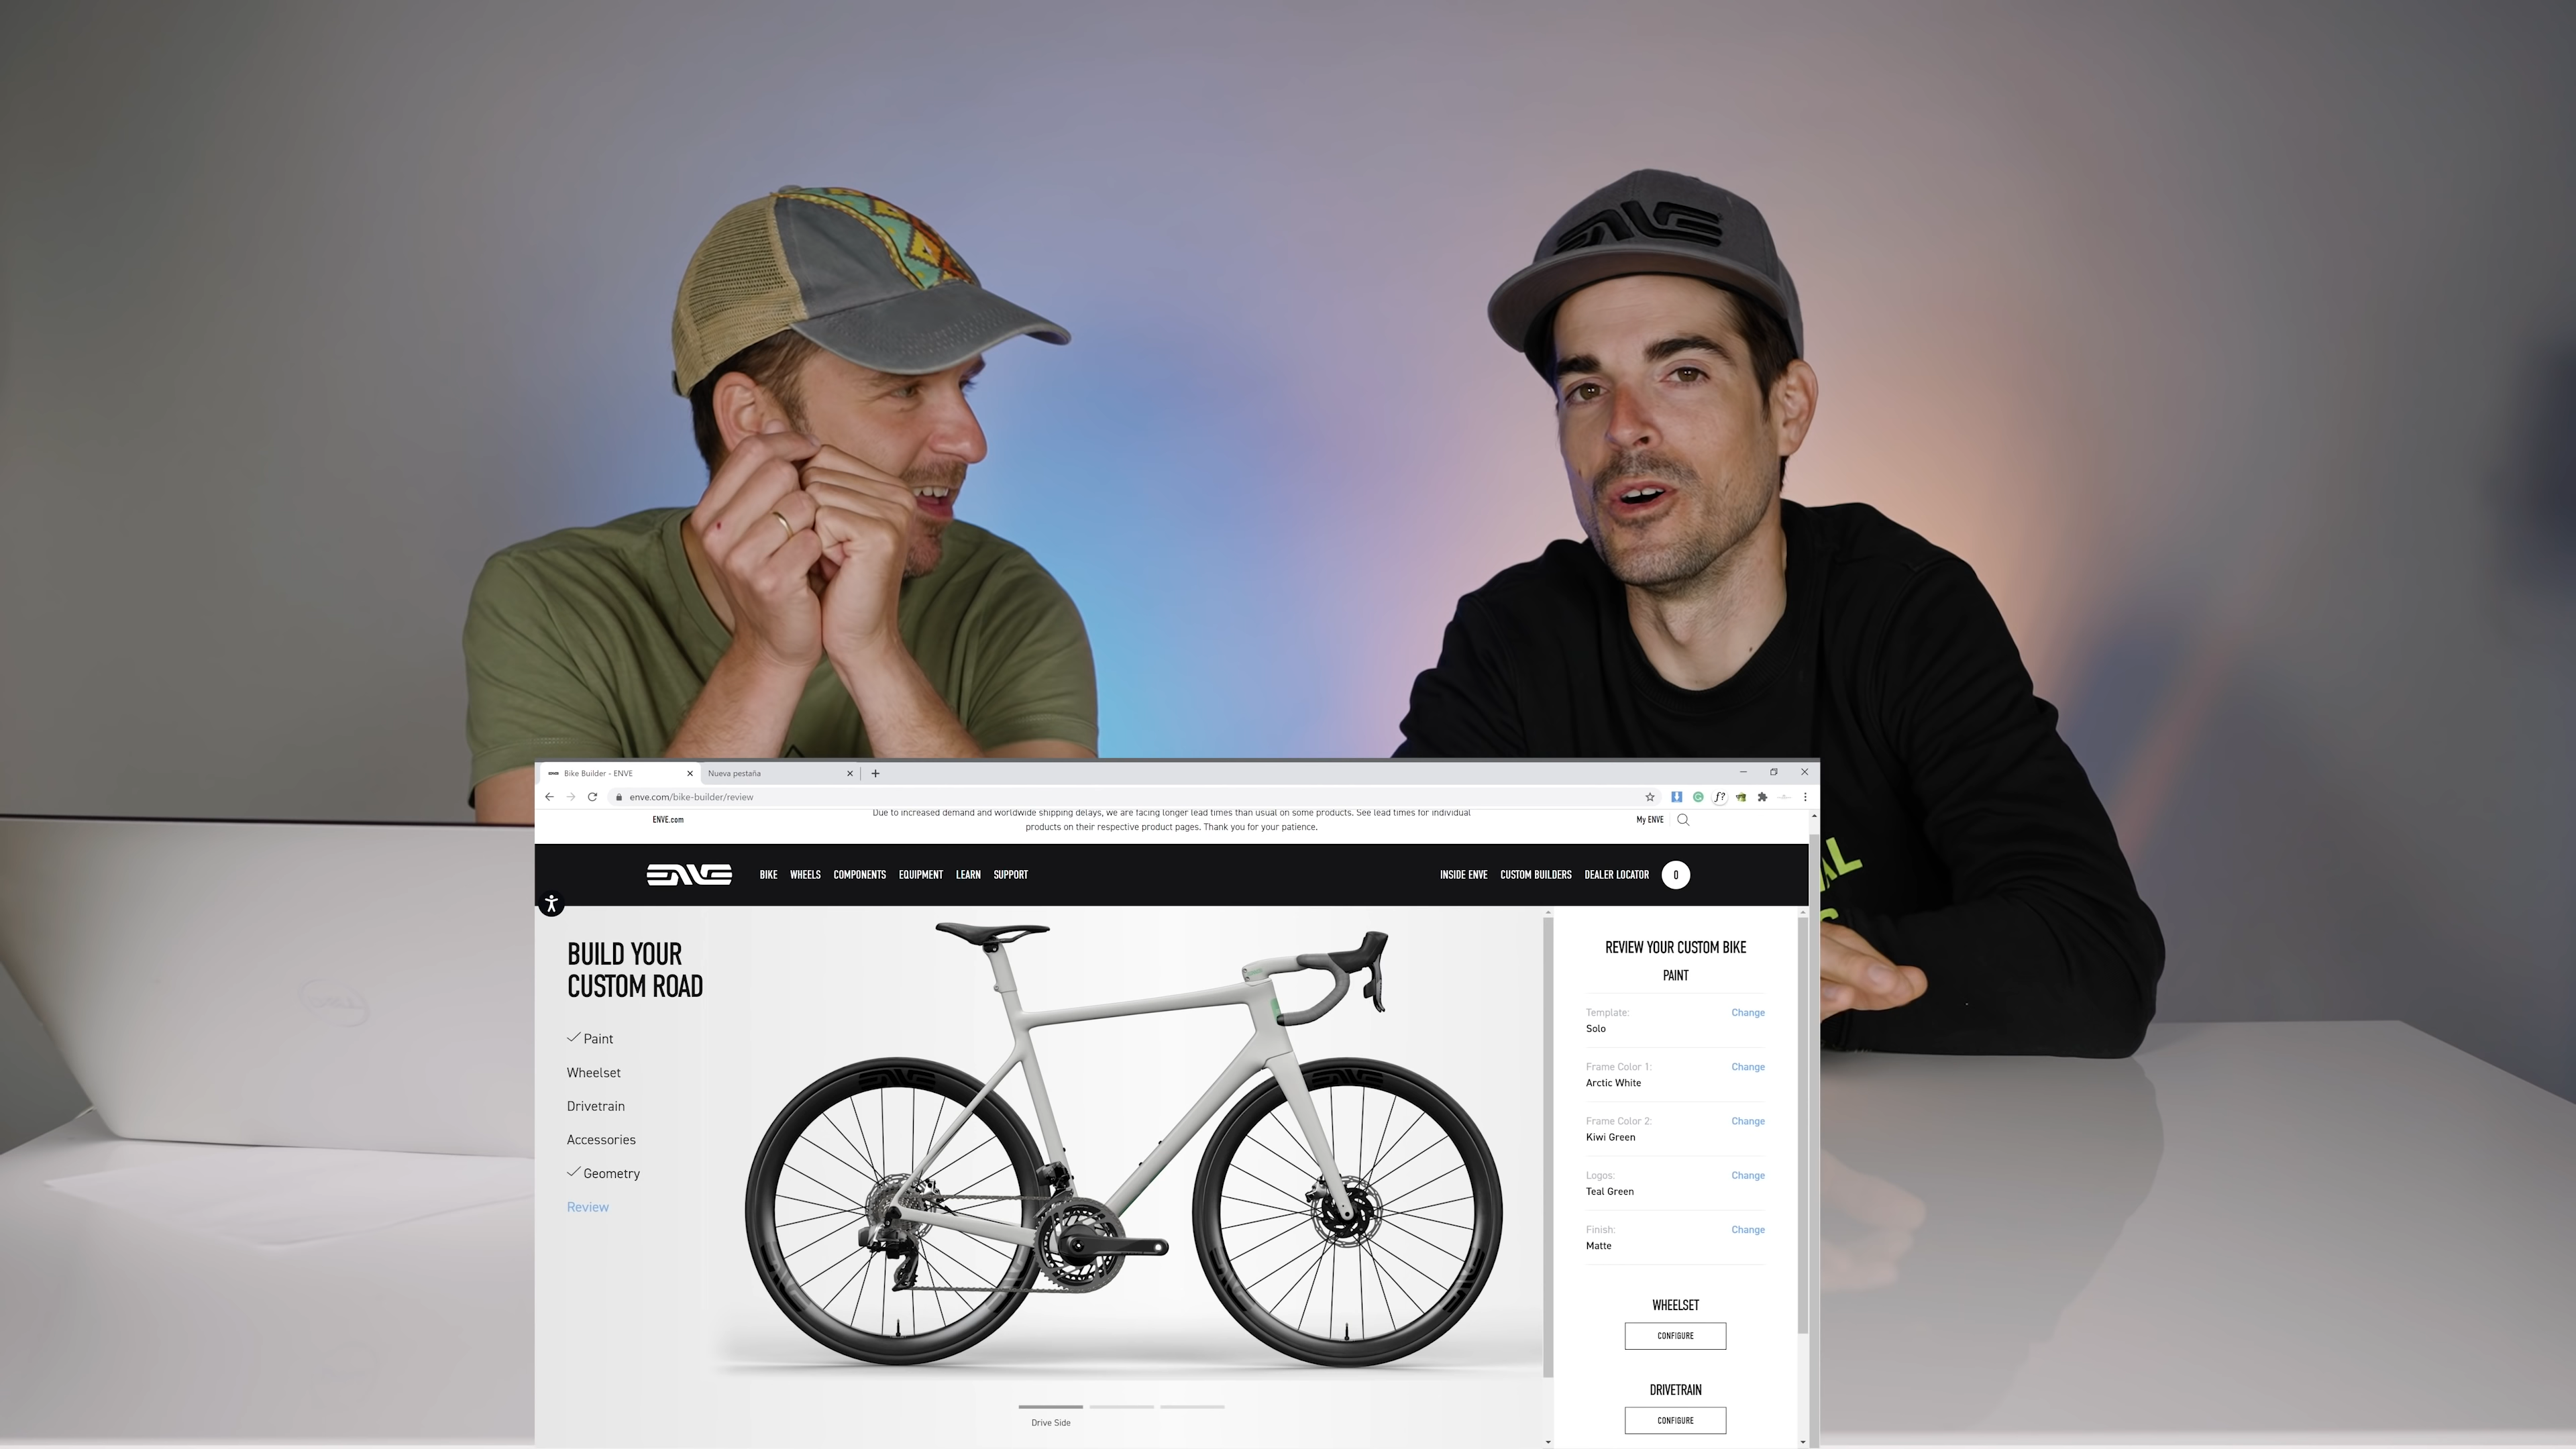 ENVE
Bike Builder - ENVE
Nueva pestaña
enve.com/bike-builder/review
f?
ENVE.com
Due to increased demand and worldwide shipping delays, we are facing longer lead times than usual on some products. See lead times for individual
products on their respective product pages. Thank you for your patience.
My ENVE
ENVE
BIKE WHEELS COMPONENTS EQUIPMENT LEARN SUPPORT
INSIDE ENVE CUSTOM BUILDERS DEALER LOCATOR 0
BUILD YOUR
CUSTOM ROAD
Paint
Wheelset
Drivetrain
Accessories
Geometry
Review
ENVE
ENVE
Drive Side
REVIEW YOUR CUSTOM BIKE
PAINT
Template: Change
Solo
Frame Color 1: Change
Arctic White
Frame Color 2: Change
Kiwi Green
Logos: Change
Teal Green
Finish: Change
Matte
WHEELSET
CONFIGURE
DRIVETRAIN
CONFIGURE